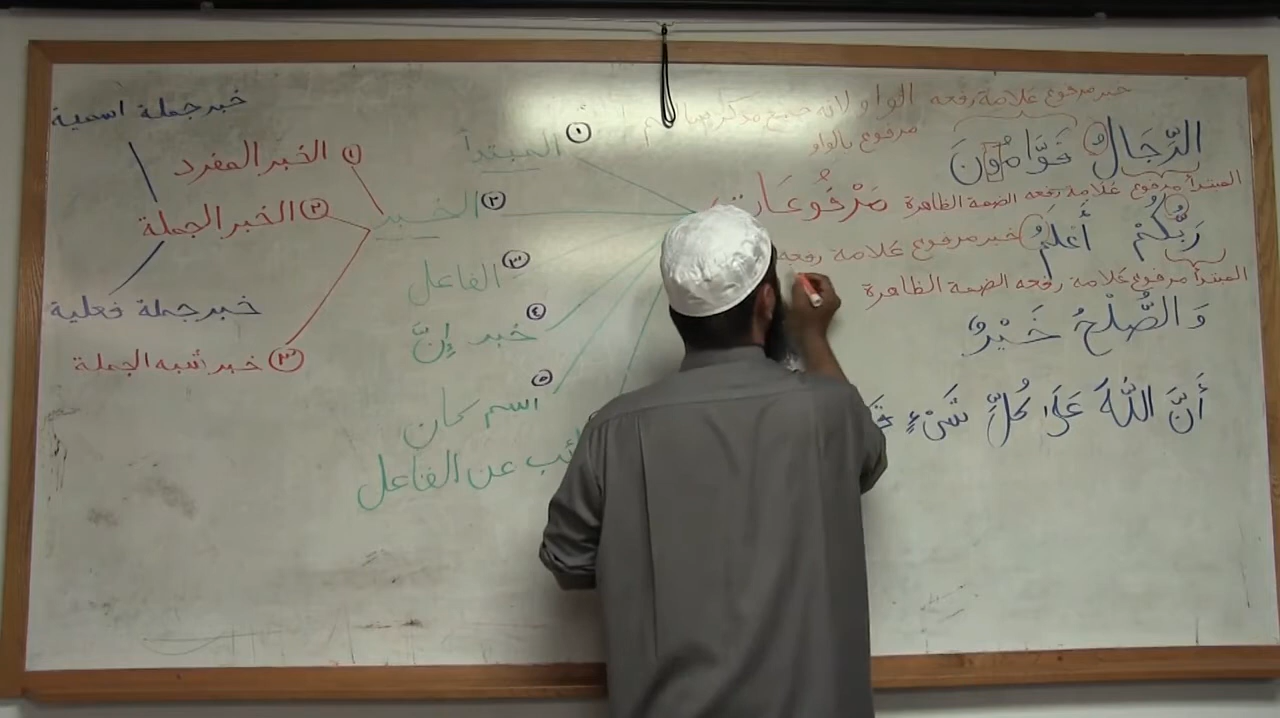 خبر مرفوع علامة رفعه الواو لانه جمع مذكر سالم
مرفوع بالواو
الرِّجَالُ قَوَّامُونَ
المبتدأ مرفوع علامة رفعه الضمة الظاهرة
رَبُّكُمْ أَعْلَمُ خبر مرفوع علامة رفعه
المبتدأ مرفوع علامة رفعه الضمة الظاهرة
وَالصُّلْحُ خَيْرٌ
أَنَّ اللَّهَ عَلَى كُلِّ شَيْءٍ
مَرْفُوعَات
١ المبتدأ
٢ الخبر
٣ الفاعل
٤ خبر إنّ
٥ اسم كان
ئب عن الفاعل
١ الخبر المفرد
٢ الخبر الجملة
٣ خبر أشبه الجملة
خبر جملة اسمية
خبر جملة فعلية